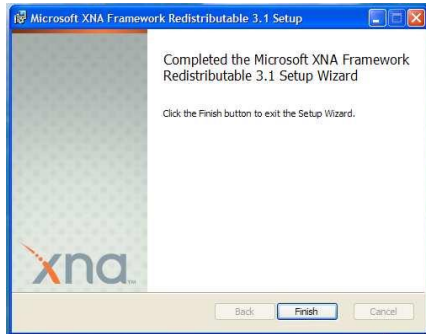 Microsoft XNA Framework Redistributable 3.1 Setup
Completed the Microsoft XNA Framework
Redistributable 3.1 Setup Wizard
Click the Finish button to exit the Setup Wizard.
xna
Back Finish Cancel